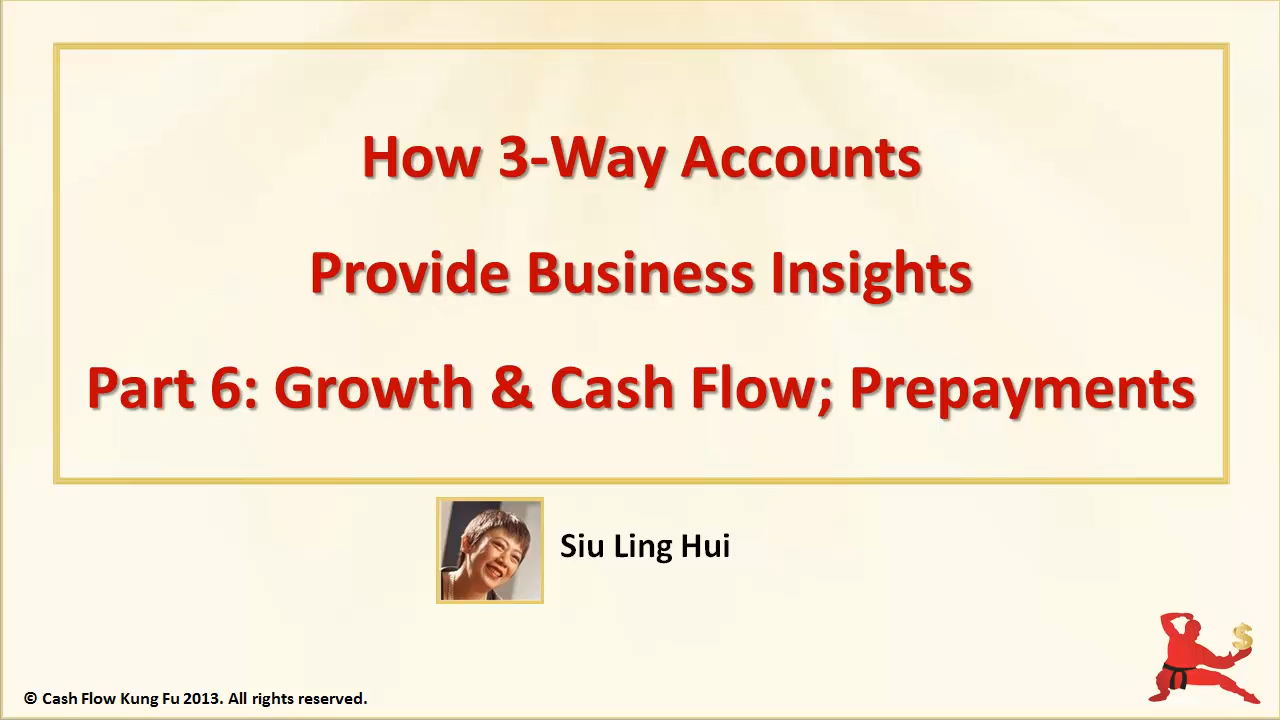 How 3-Way Accounts
Provide Business Insights
Part 6: Growth & Cash Flow; Prepayments
Siu Ling Hui
$
© Cash Flow Kung Fu 2013. All rights reserved.